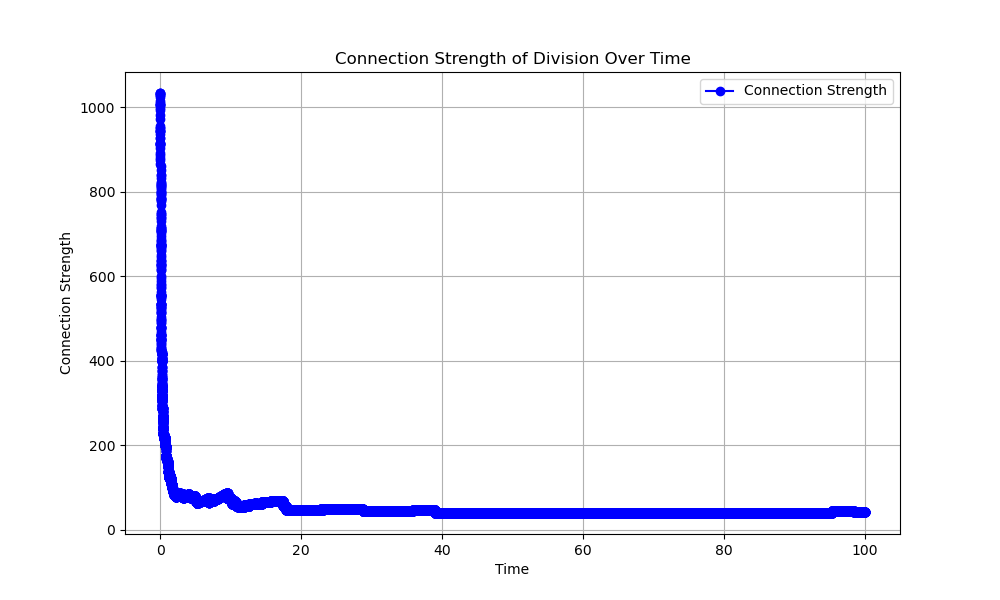 Connection Strength of Division Over Time
Connection Strength
1000
800
600
400
200
0
Connection Strength
0 20 40 60 80 100
Time